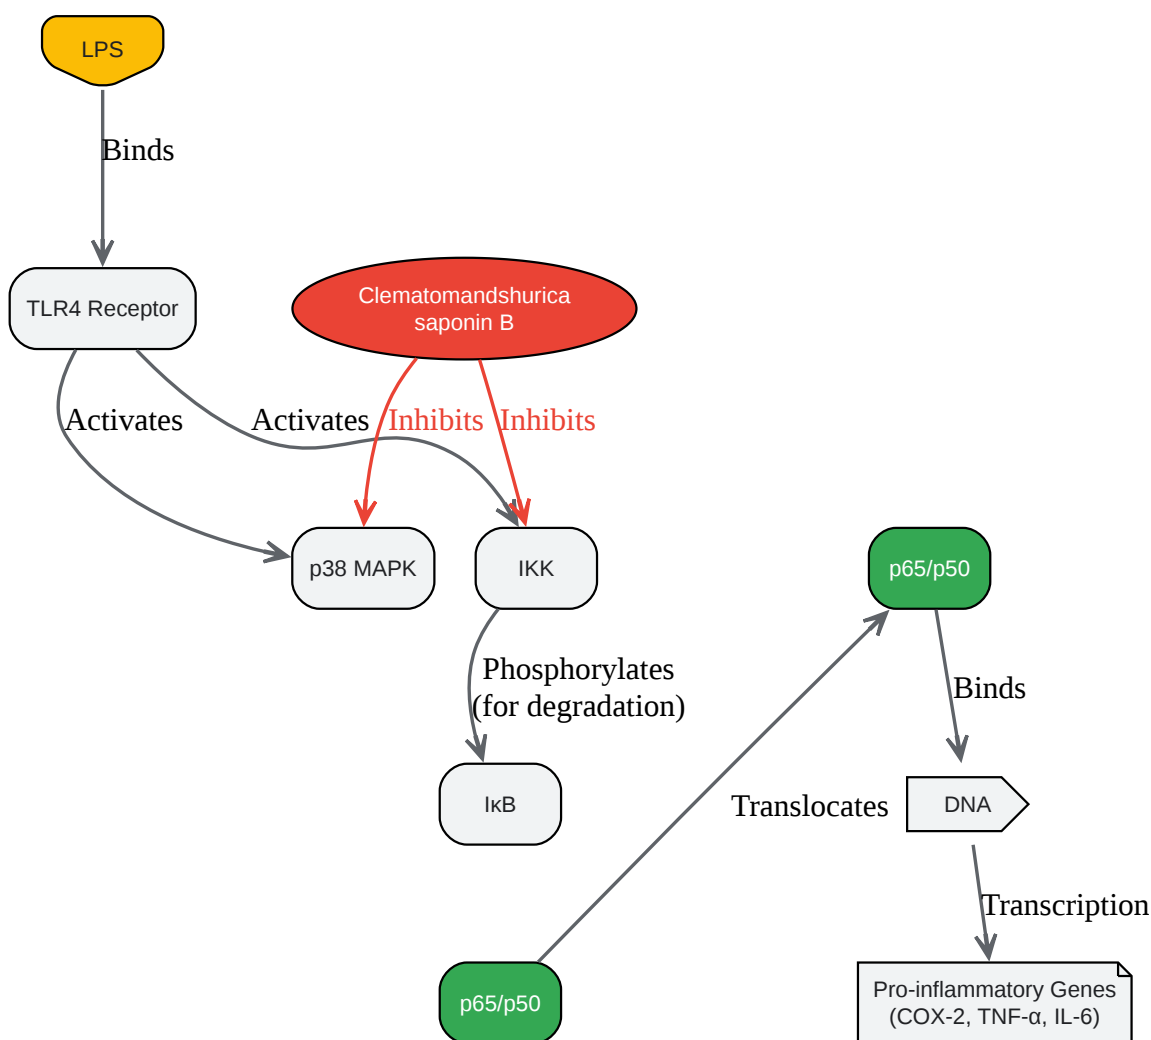 LPS
Binds
TLR4 Receptor
Clematomandshurica
saponin B
Activates
Activates
Inhibits
Inhibits
p38 MAPK
IKK
p65/p50
Phosphorylates
(for degradation)
Binds
IκB
Translocates
DNA
Transcription
p65/p50
Pro-inflammatory Genes
(COX-2, TNF-α, IL-6)